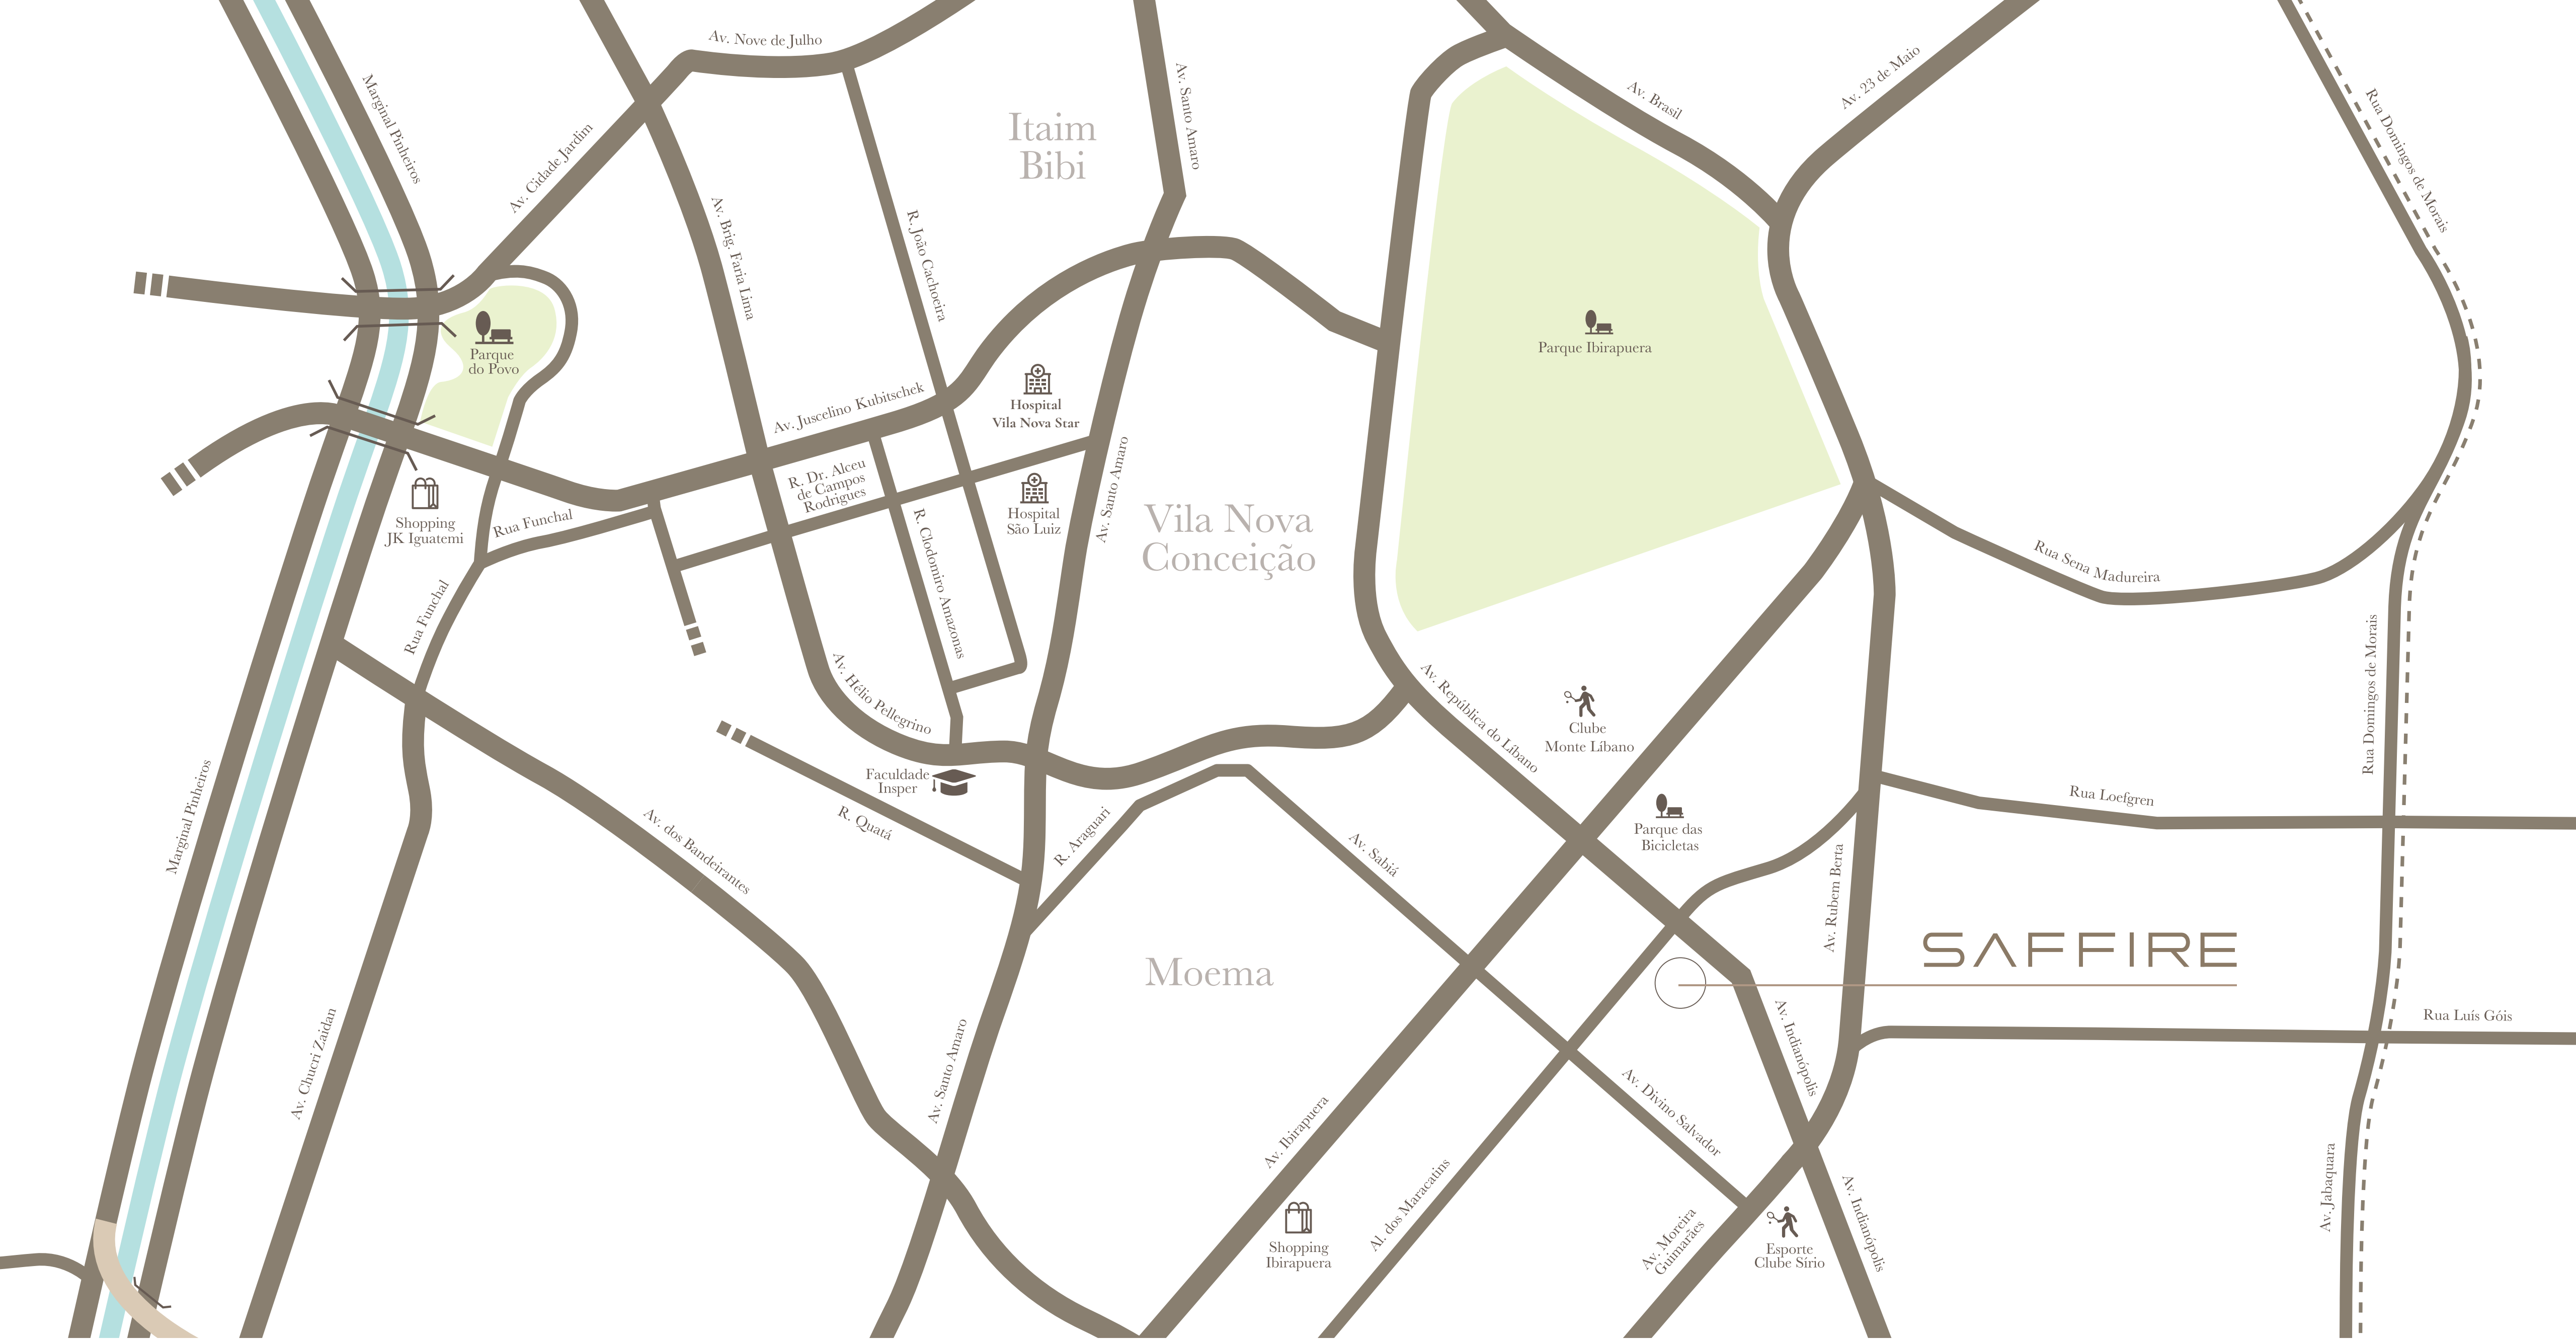 Av. Nove de Julho
Marginal Pinheiros
Av. Cidade Jardim
Av. Santo Amaro
Itaim
Bibi
Av. Brasil
Av. 23 de Maio
Rua Domingos de Morais
Av. Brig. Faria Lima
R. João Cachoeira
Parque
do Povo
Parque Ibirapuera
Av. Juscelino Kubitschek
Hospital
Vila Nova Star
R. Dr. Alceu
de Campos
Rodrigues
Hospital
São Luiz
Av. Santo Amaro
Vila Nova
Conceição
Shopping
JK Iguatemi
Rua Funchal
Rua Funchal
R. Clodomiro Amazonas
Rua Sena Madureira
Rua Domingos de Morais
Av. Hélio Pellegrino
Av. República do Líbano
Clube
Monte Líbano
Faculdade
Insper
R. Quatá
R. Araguari
Av. Sabiá
Parque das
Bicicletas
Rua Loefgren
Marginal Pinheiros
Av. dos Bandeirantes
Av. Rubem Berta
SAFFIRE
Moema
Av. Indianópolis
Rua Luís Góis
Av. Chucri Zaidan
Av. Santo Amaro
Av. Ibirapuera
Av. Divino Salvador
Al. dos Maracatins
Shopping
Ibirapuera
Av. Moreira
Guimarães
Esporte
Clube Sírio
Av. Indianópolis
Av. Jabaquara